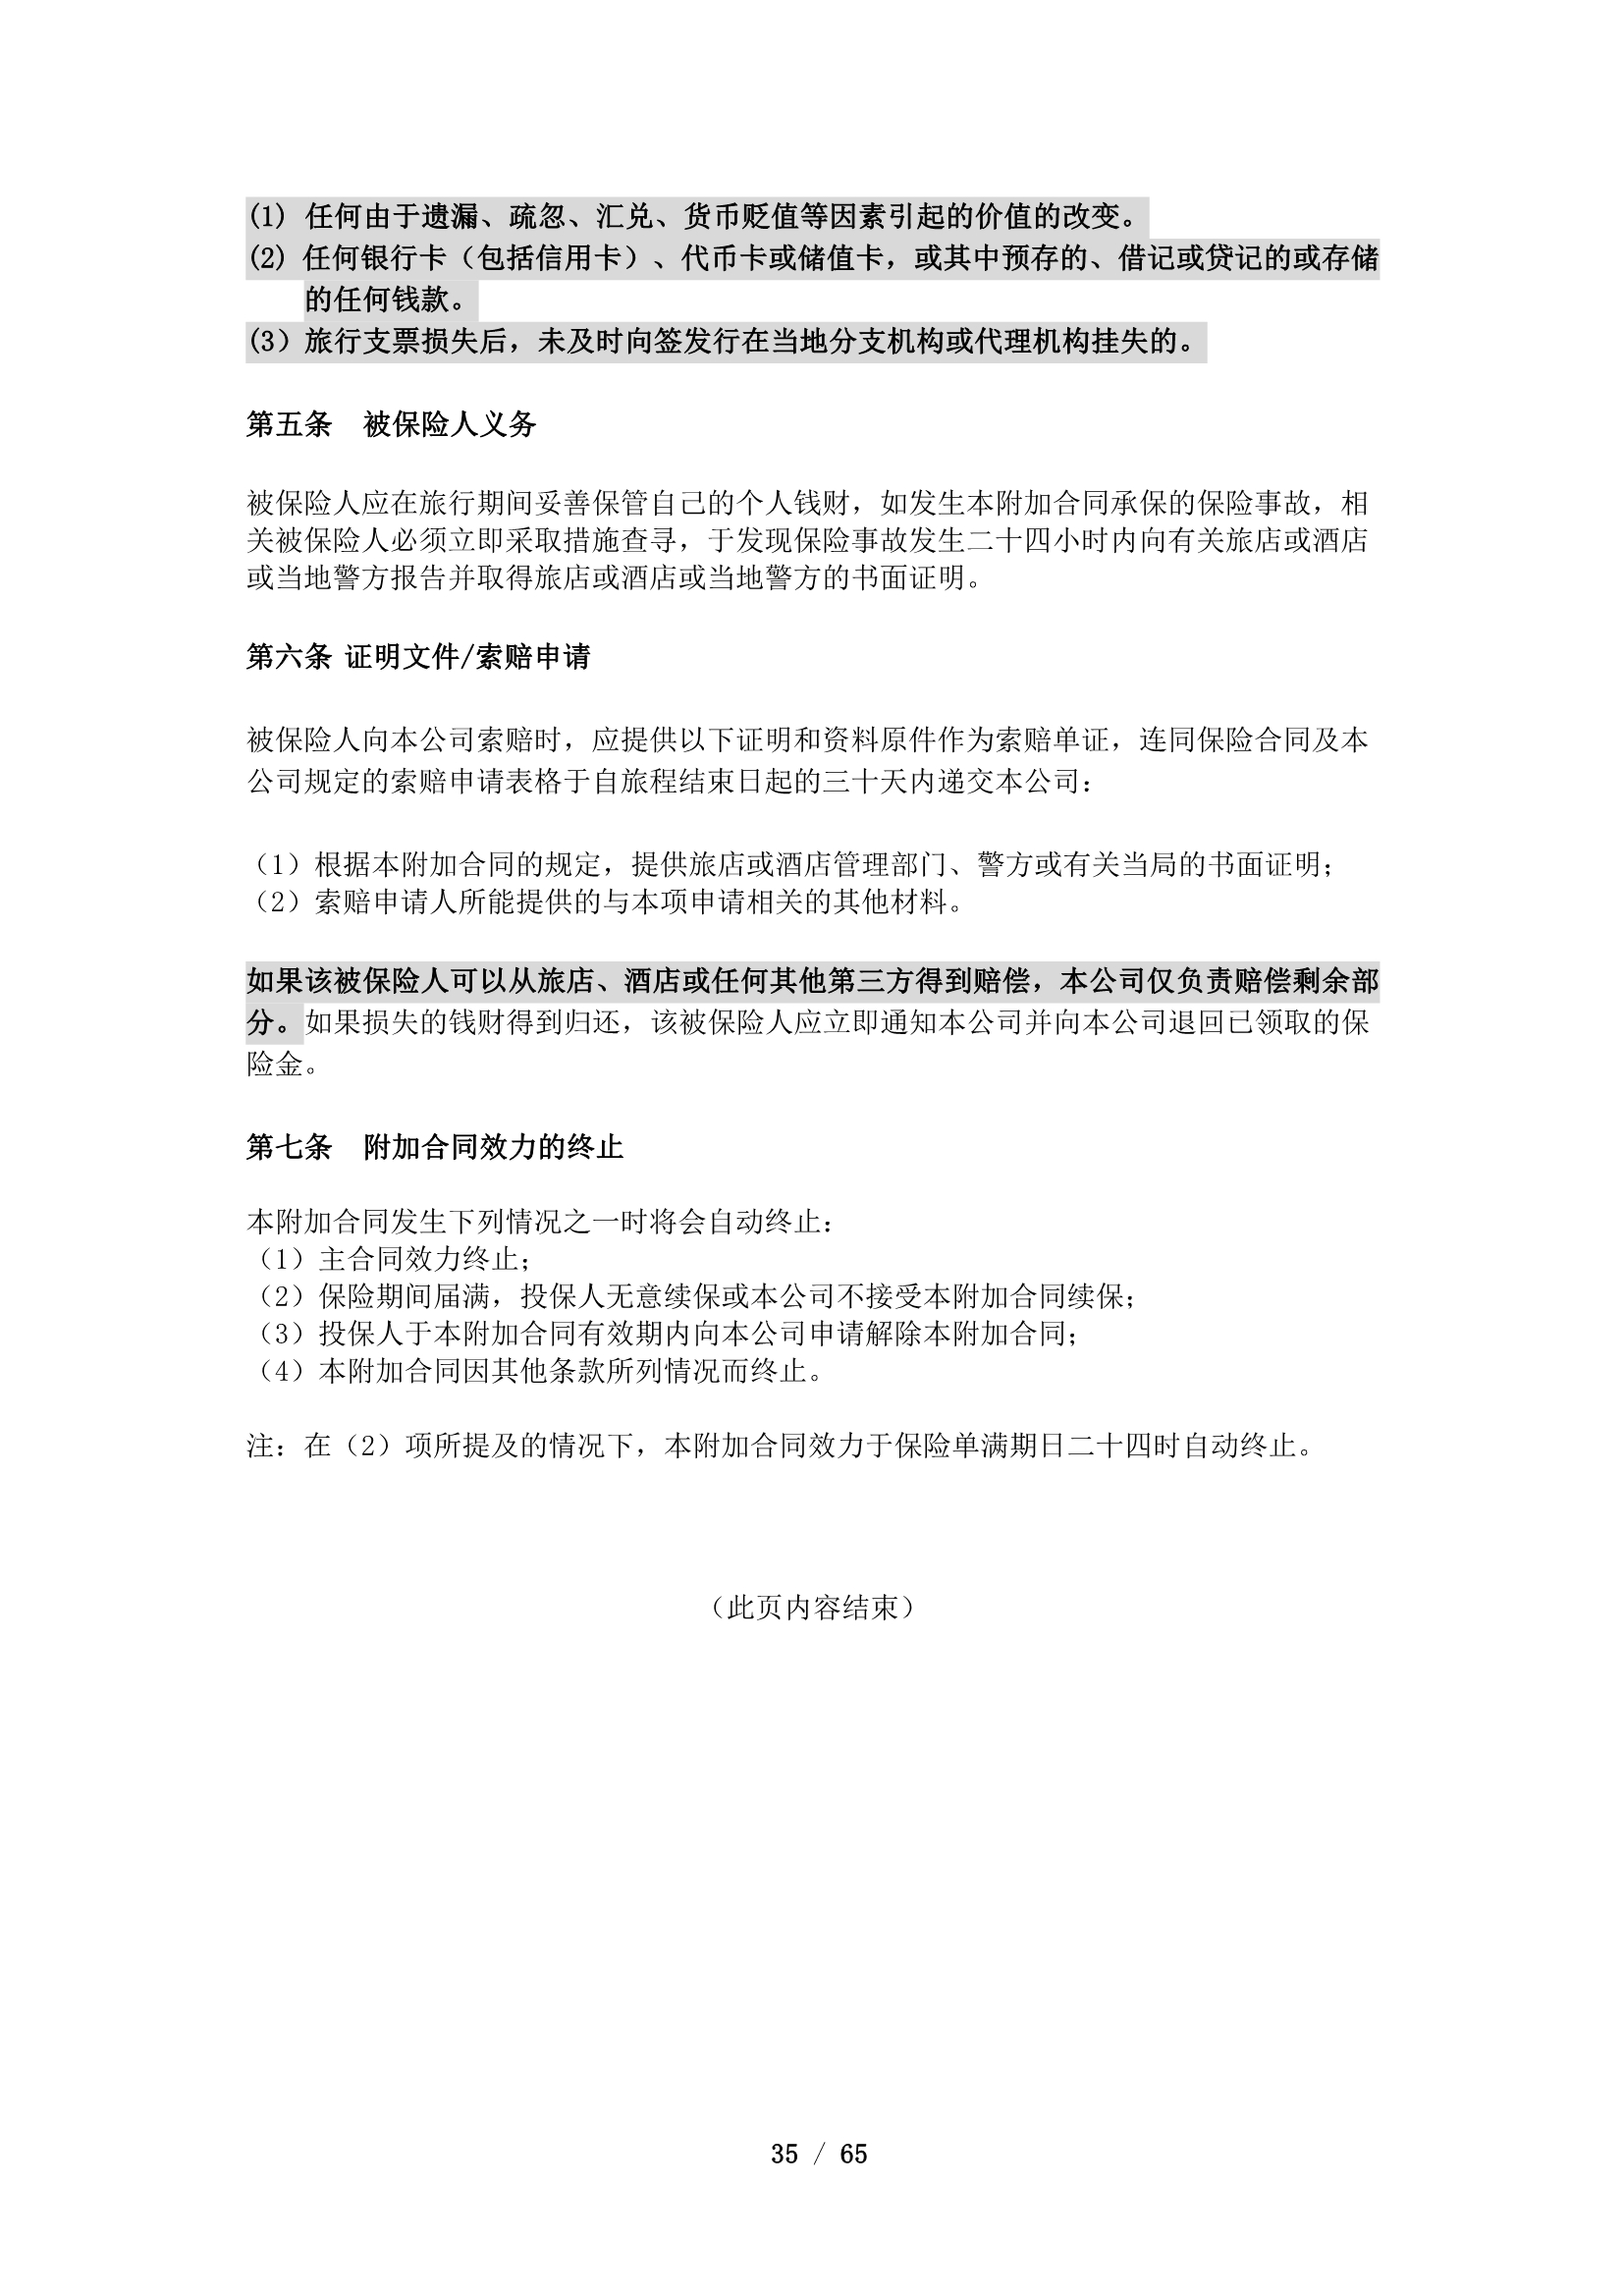 (1) 任何由于遗漏、疏忽、汇兑、货币贬值等因素引起的价值的改变。
(2) 任何银行卡（包括信用卡）、代币卡或储值卡，或其中预存的、借记或贷记的或存储
的任何钱款。
(3）旅行支票损失后，未及时向签发行在当地分支机构或代理机构挂失的。
第五条　被保险人义务
被保险人应在旅行期间妥善保管自己的个人钱财，如发生本附加合同承保的保险事故，相
关被保险人必须立即采取措施查寻，于发现保险事故发生二十四小时内向有关旅店或酒店
或当地警方报告并取得旅店或酒店或当地警方的书面证明。
第六条 证明文件/索赔申请
被保险人向本公司索赔时，应提供以下证明和资料原件作为索赔单证，连同保险合同及本
公司规定的索赔申请表格于自旅程结束日起的三十天内递交本公司：
（1）根据本附加合同的规定，提供旅店或酒店管理部门、警方或有关当局的书面证明；
（2）索赔申请人所能提供的与本项申请相关的其他材料。
如果该被保险人可以从旅店、酒店或任何其他第三方得到赔偿，本公司仅负责赔偿剩余部
分。如果损失的钱财得到归还，该被保险人应立即通知本公司并向本公司退回已领取的保
险金。
第七条　附加合同效力的终止
本附加合同发生下列情况之一时将会自动终止：
（1）主合同效力终止；
（2）保险期间届满，投保人无意续保或本公司不接受本附加合同续保；
（3）投保人于本附加合同有效期内向本公司申请解除本附加合同；
（4）本附加合同因其他条款所列情况而终止。
注：在（2）项所提及的情况下，本附加合同效力于保险单满期日二十四时自动终止。
（此页内容结束）
35 / 65